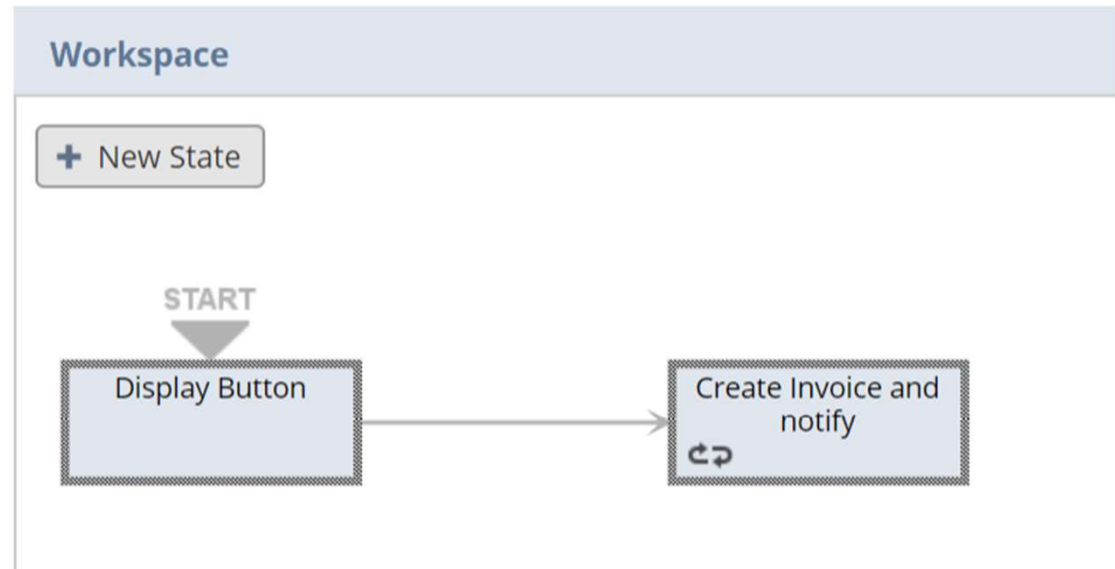 Workspace
New State
START
Display Button
Create Invoice and
notify